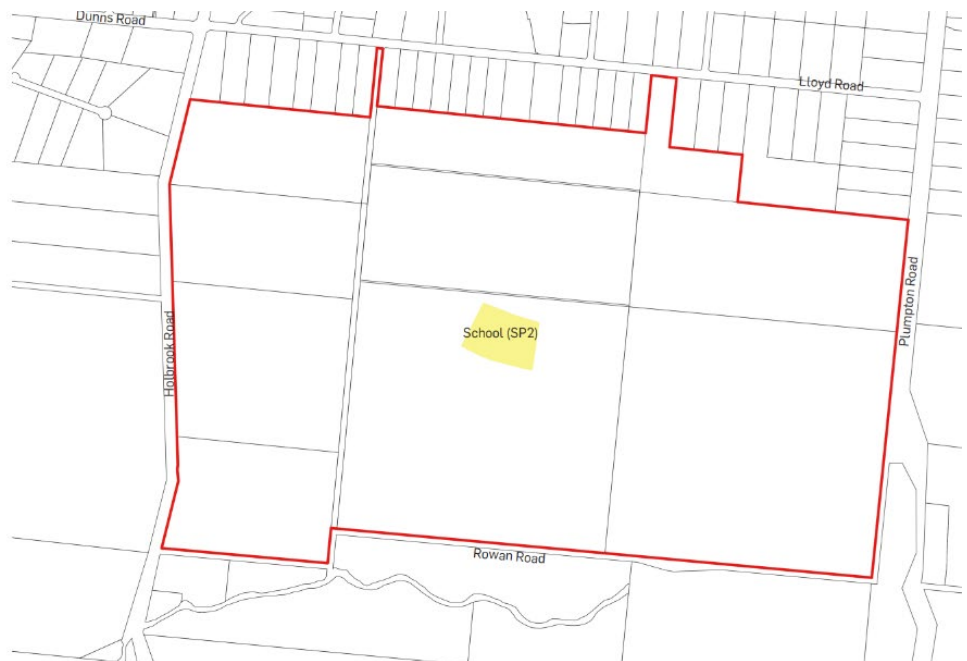 Dunns Road
Lloyd Road
Plumpton Road
School (SP2)
Holbrook Road
Rowan Road